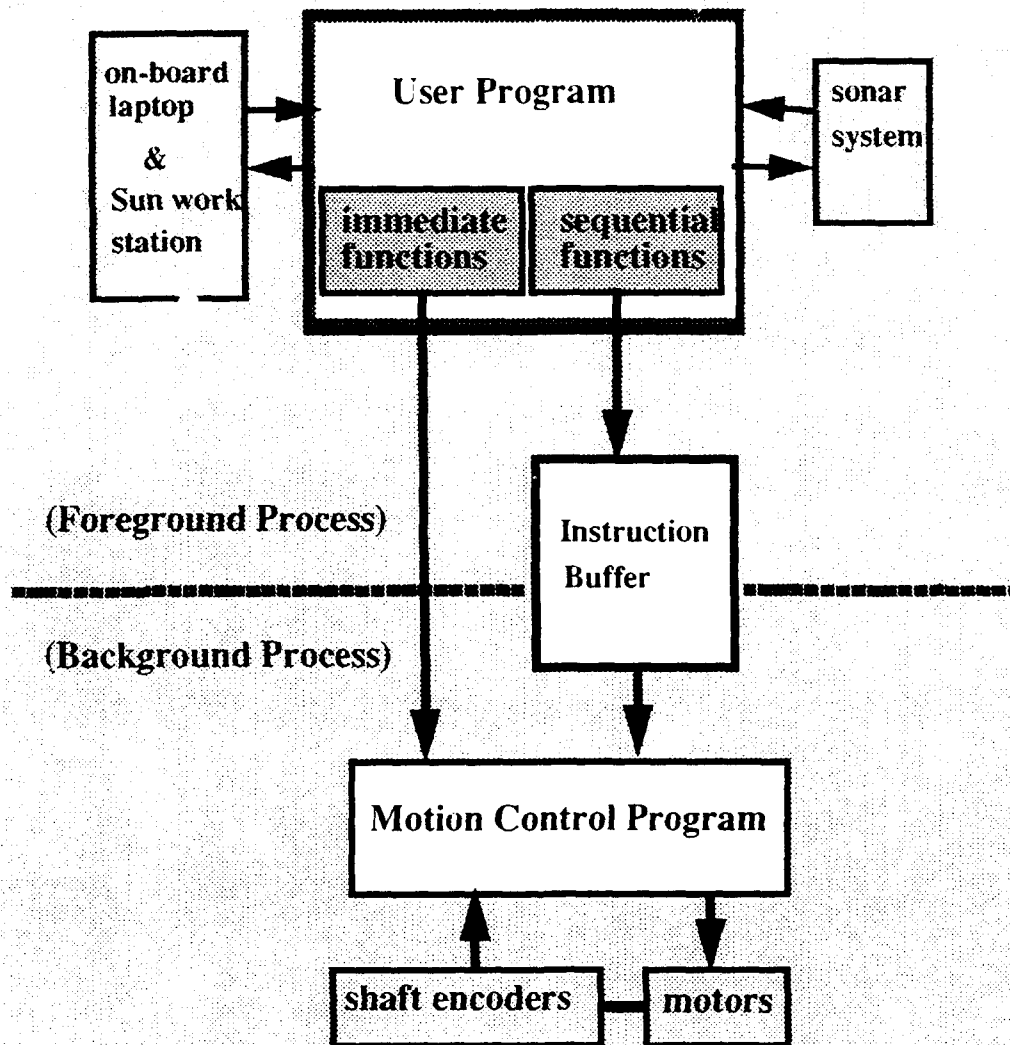 on-board
laptop
&
Sun work
station
User Program
sonar
system
immediate
functions
sequential
functions
(Foreground Process)
Instruction
Buffer
(Background Process)
Motion Control Program
shaft encoders
motors